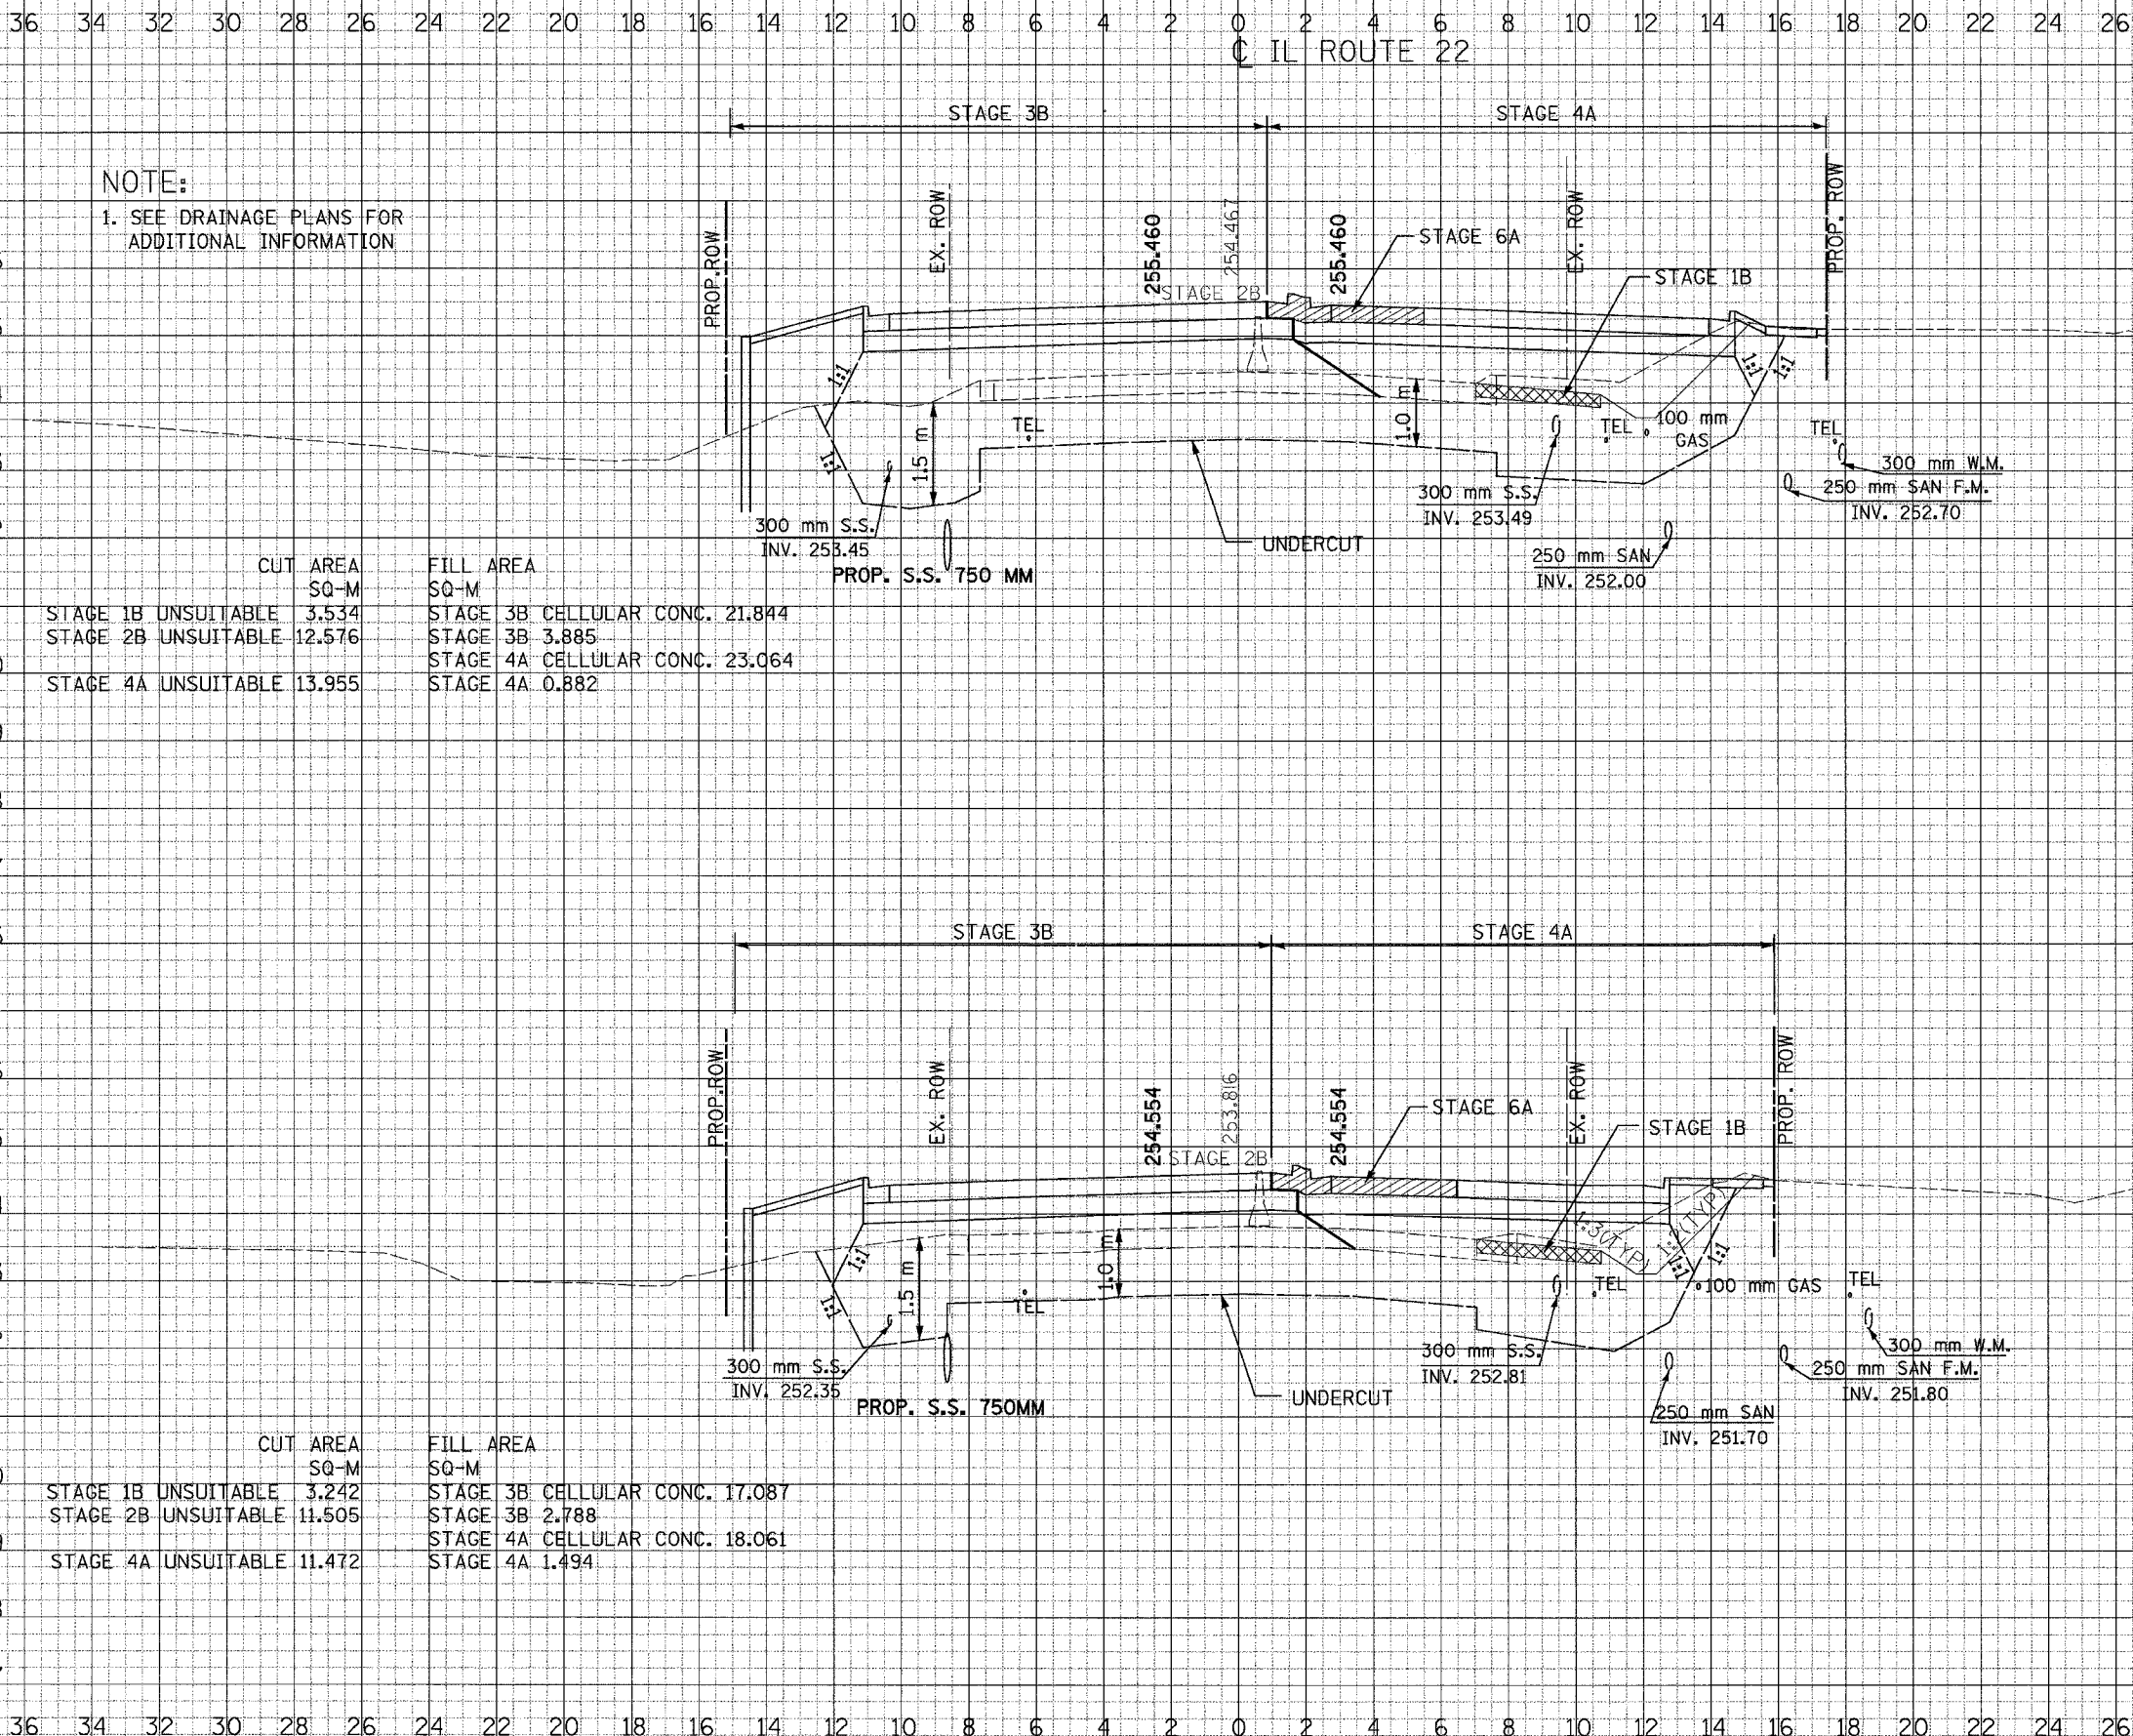 36 34 32 30 28 26 24 22 20 18 16 14 12 10 8 6 4 2 0 2 4 6 8 10 12 14 16 18 20 22 24 26
℄ IL ROUTE 22
STAGE 3B
STAGE 4A
NOTE:
1. SEE DRAINAGE PLANS FOR
ADDITIONAL INFORMATION
PROP.ROW
EX. ROW
255.460
254.467
255.460
EX. ROW
PROP. ROW
STAGE 6A
STAGE 1B
STAGE 2B
1:1
1:1
1:1
1:1
1.5 m
TEL
1.0 m
TEL
100 mm
GAS
TEL
300 mm W.M.
250 mm SAN F.M.
INV. 252.70
300 mm S.S.
INV. 253.49
300 mm S.S.
INV. 253.45
UNDERCUT
250 mm SAN
INV. 252.00
PROP. S.S. 750 MM
CUT AREA FILL AREA
SQ-M SQ-M
STAGE 1B UNSUITABLE 3.534 STAGE 3B CELLULAR CONC. 21.844
STAGE 2B UNSUITABLE 12.576 STAGE 3B 3.885
STAGE 4A CELLULAR CONC. 23.064
STAGE 4A UNSUITABLE 13.955 STAGE 4A 0.882
STAGE 3B
STAGE 4A
PROP.ROW
EX. ROW
254.554
253.816
254.554
EX. ROW
PROP. ROW
STAGE 6A
STAGE 1B
STAGE 2B
1:1
1:1
1.5 m
1.0 m
TEL
1:3(TYP)
1:2(TYP)
1:1
1:1
TEL
100 mm GAS
TEL
300 mm W.M.
250 mm SAN F.M.
INV. 251.80
300 mm S.S.
INV. 252.81
300 mm S.S.
INV. 252.35
UNDERCUT
250 mm SAN
INV. 251.70
PROP. S.S. 750MM
CUT AREA FILL AREA
SQ-M SQ-M
STAGE 1B UNSUITABLE 3.242 STAGE 3B CELLULAR CONC. 17.087
STAGE 2B UNSUITABLE 11.505 STAGE 3B 2.788
STAGE 4A CELLULAR CONC. 18.061
STAGE 4A UNSUITABLE 11.472 STAGE 4A 1.494
36 34 32 30 28 26 24 22 20 18 16 14 12 10 8 6 4 2 0 2 4 6 8 10 12 14 16 18 20 22 24 26